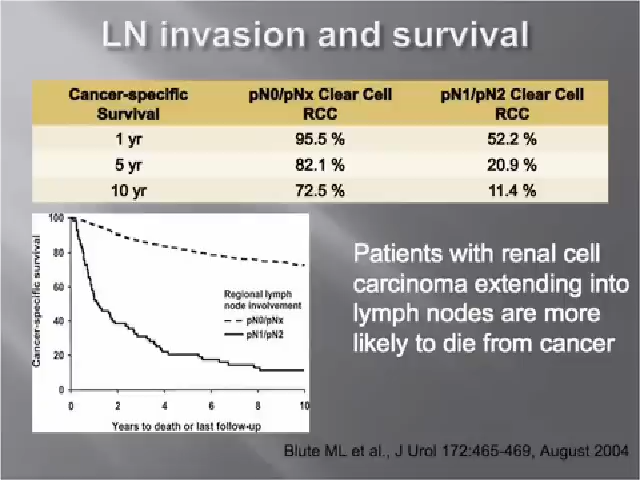 LN invasion and survival
Cancer-specific Survival pN0/pNx Clear Cell RCC pN1/pN2 Clear Cell RCC
1 yr 95.5 % 52.2 %
5 yr 82.1 % 20.9 %
10 yr 72.5 % 11.4 %
Cancer-specific survival
100
80
60
40
20
0
0 2 4 6 8 10
Years to death or last follow-up
Regional lymph
node involvement
pN0/pNx
pN1/pN2
Patients with renal cell
carcinoma extending into
lymph nodes are more
likely to die from cancer
Blute ML et al., J Urol 172:465-469, August 2004